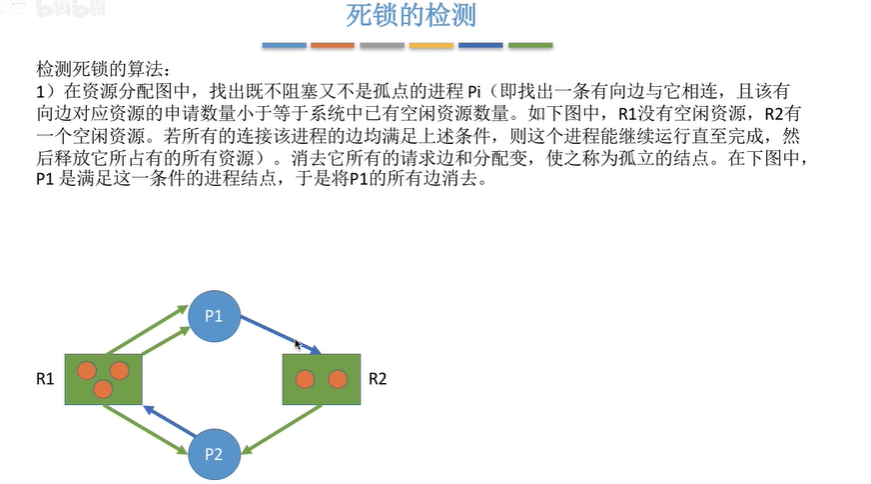 死锁的检测
检测死锁的算法：
1）在资源分配图中，找出既不阻塞又不是孤点的进程 Pi（即找出一条有向边与它相连，且该有
向边对应资源的申请数量小于等于系统中已有空闲资源数量。如下图中，R1没有空闲资源，R2有
一个空闲资源。若所有的连接该进程的边均满足上述条件，则这个进程能继续运行直至完成，然
后释放它所占有的所有资源）。消去它所有的请求边和分配变，使之称为孤立的结点。在下图中，
P1 是满足这一条件的进程结点，于是将P1的所有边消去。
P1
R1
R2
P2